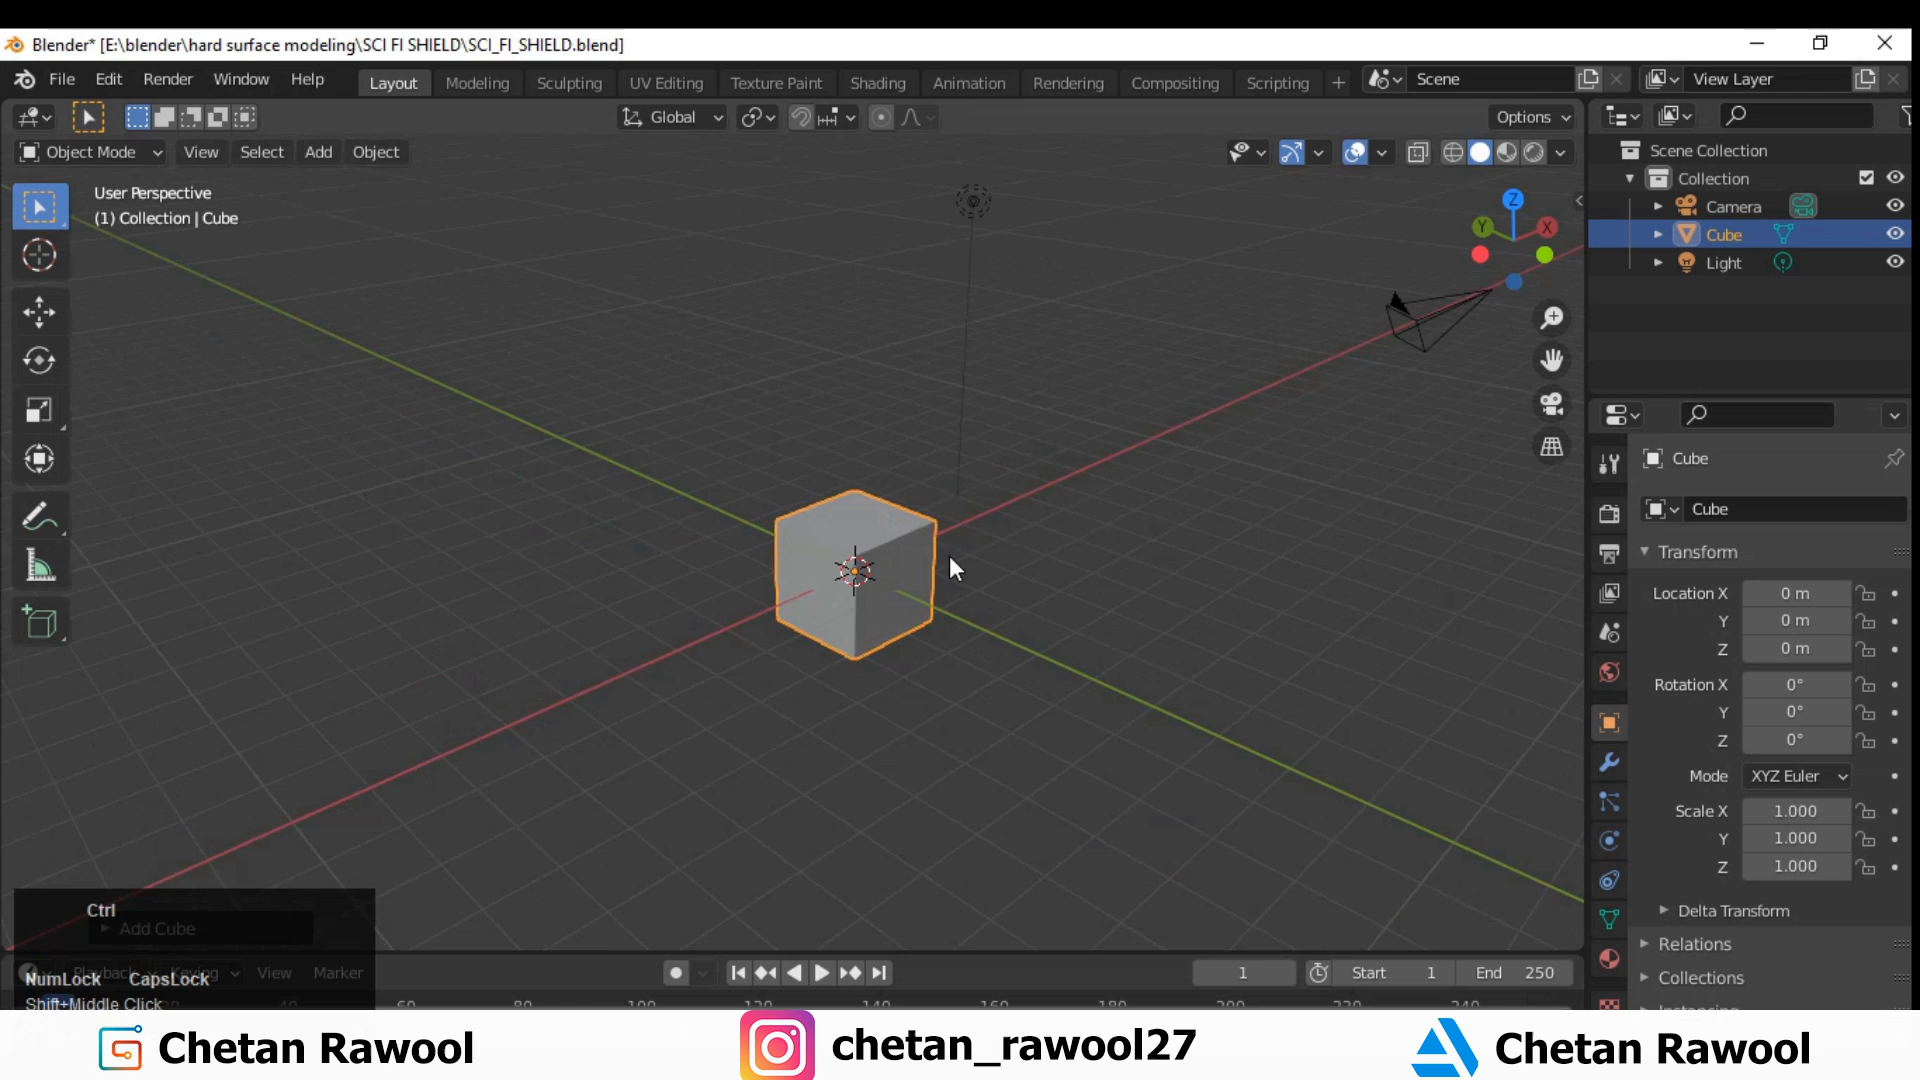 Blender* [E:\blender\hard surface modeling\SCI FI SHIELD\SCI_FI_SHIELD.blend]
File Edit Render Window Help Layout Modeling Sculpting UV Editing Texture Paint Shading Animation Rendering Compositing Scripting + Scene View Layer
Global Options
Object Mode View Select Add Object
User Perspective
(1) Collection | Cube
Z
Y X
Scene Collection
Collection
Camera
Cube
Light
Cube
Cube
Transform
Location X 0 m
Y 0 m
Z 0 m
Rotation X 0°
Y 0°
Z 0°
Mode XYZ Euler
Scale X 1.000
Y 1.000
Z 1.000
Delta Transform
Relations
Collections
Ctrl
Add Cube
Playback Keying View Marker 1 Start 1 End 250
NumLock CapsLock
Shift+Middle Click
Chetan Rawool chetan_rawool27 Chetan Rawool